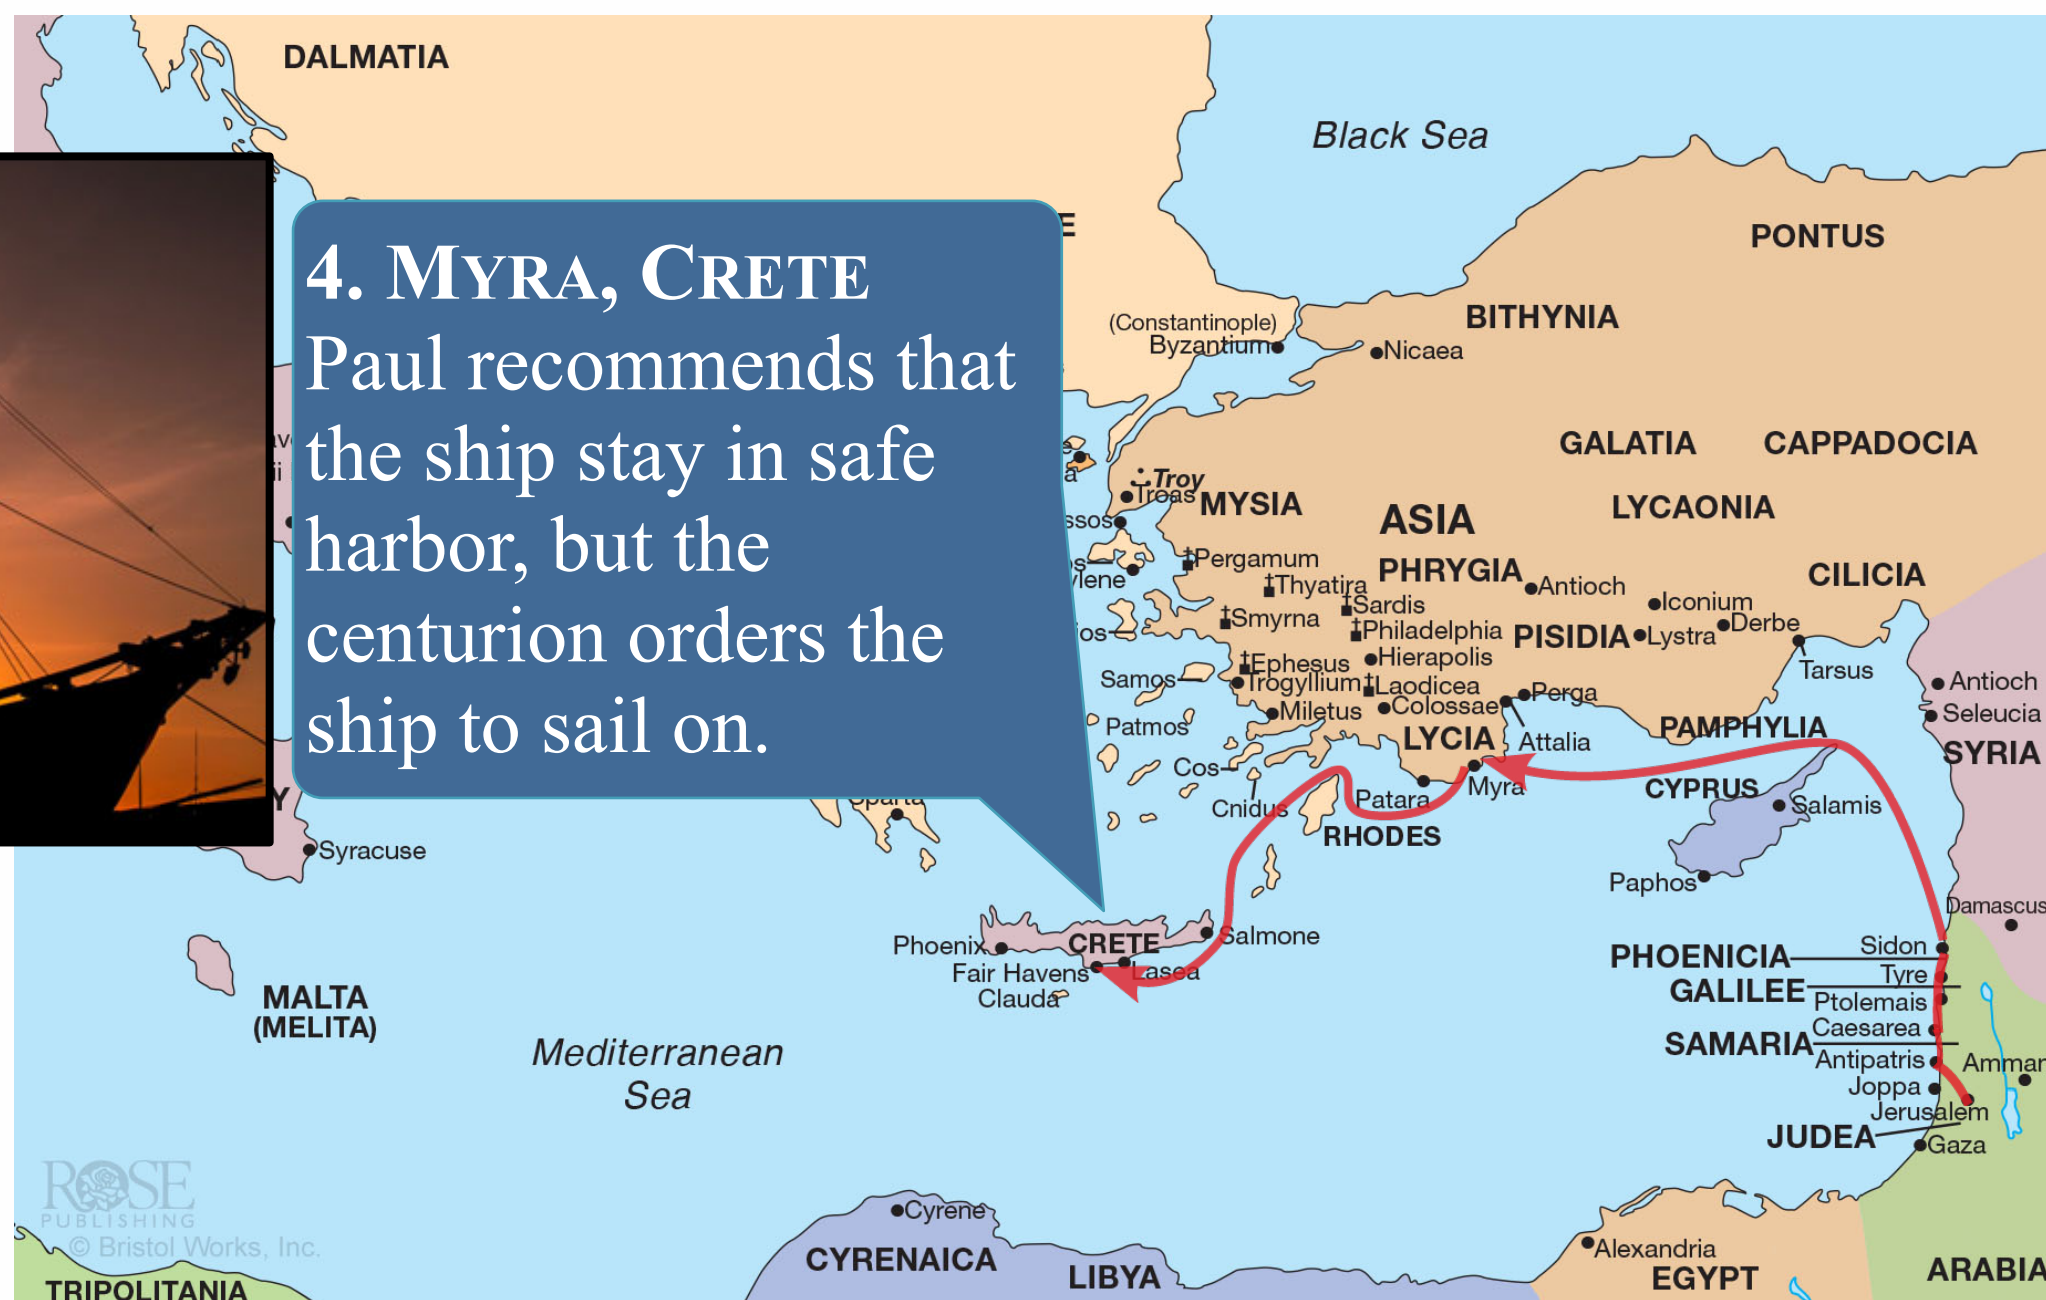 DALMATIA
Black Sea
E
PONTUS
4. MYRA, CRETE
Paul recommends that
the ship stay in safe
harbor, but the
centurion orders the
ship to sail on.
BITHYNIA
(Constantinople)
Byzantium
Nicaea
GALATIA
CAPPADOCIA
Troy
Troas
MYSIA
ASIA
LYCAONIA
‡Pergamum
‡Thyatira
PHRYGIA
Antioch
CILICIA
‡Smyrna
‡Sardis
Iconium
‡Philadelphia
PISIDIA
Lystra
Derbe
‡Ephesus
Hierapolis
Tarsus
Samos
Trogyllium
‡Laodicea
Perga
Antioch
Miletus
Colossae
Seleucia
Patmos
LYCIA
Attalia
PAMPHYLIA
SYRIA
Cos
Myra
CYPRUS
Cnidus
Patara
Salamis
Sparta
RHODES
Syracuse
Paphos
Damascus
Phoenix
CRETE
Salmone
PHOENICIA
Sidon
Fair Havens
Lasea
Tyre
Clauda
GALILEE
Ptolemais
MALTA
(MELITA)
Caesarea
SAMARIA
Mediterranean
Sea
Antipatris
Joppa
Jerusalem
JUDEA
Gaza
ROSE
PUBLISHING
© Bristol Works, Inc.
Cyrene
CYRENAICA
LIBYA
Alexandria
EGYPT
ARABIA
TRIPOLITANIA